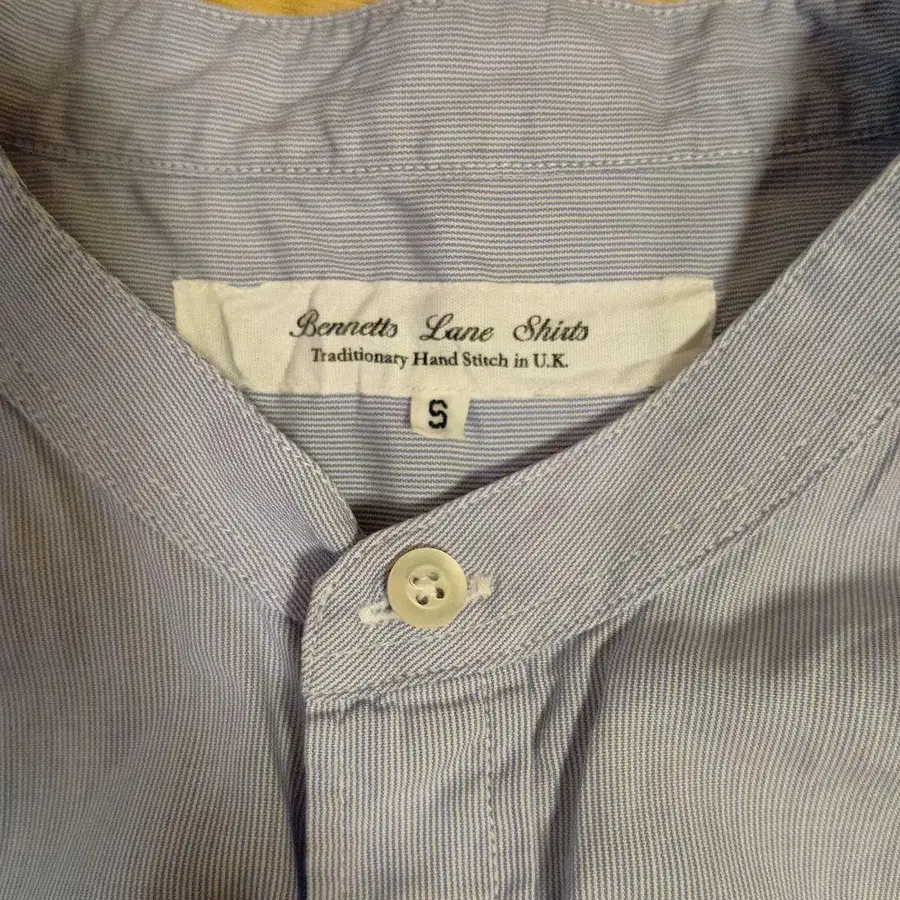 Bennetts Lane Shirts
Traditionary Hand Stitch in U.K.
S